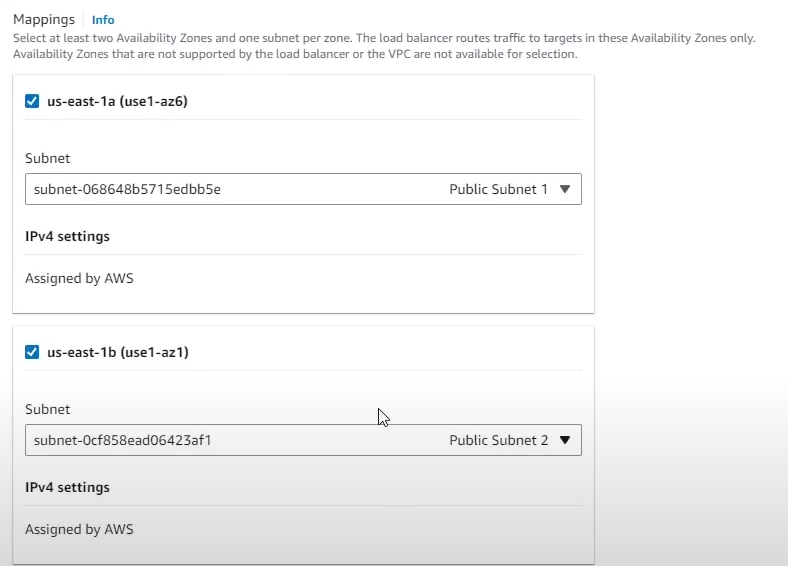 Mappings Info
Select at least two Availability Zones and one subnet per zone. The load balancer routes traffic to targets in these Availability Zones only.
Availability Zones that are not supported by the load balancer or the VPC are not available for selection.
us-east-1a (use1-az6)
Subnet
subnet-068648b5715edbb5e Public Subnet 1
IPv4 settings
Assigned by AWS
us-east-1b (use1-az1)
Subnet
subnet-0cf858ead06423af1 Public Subnet 2
IPv4 settings
Assigned by AWS